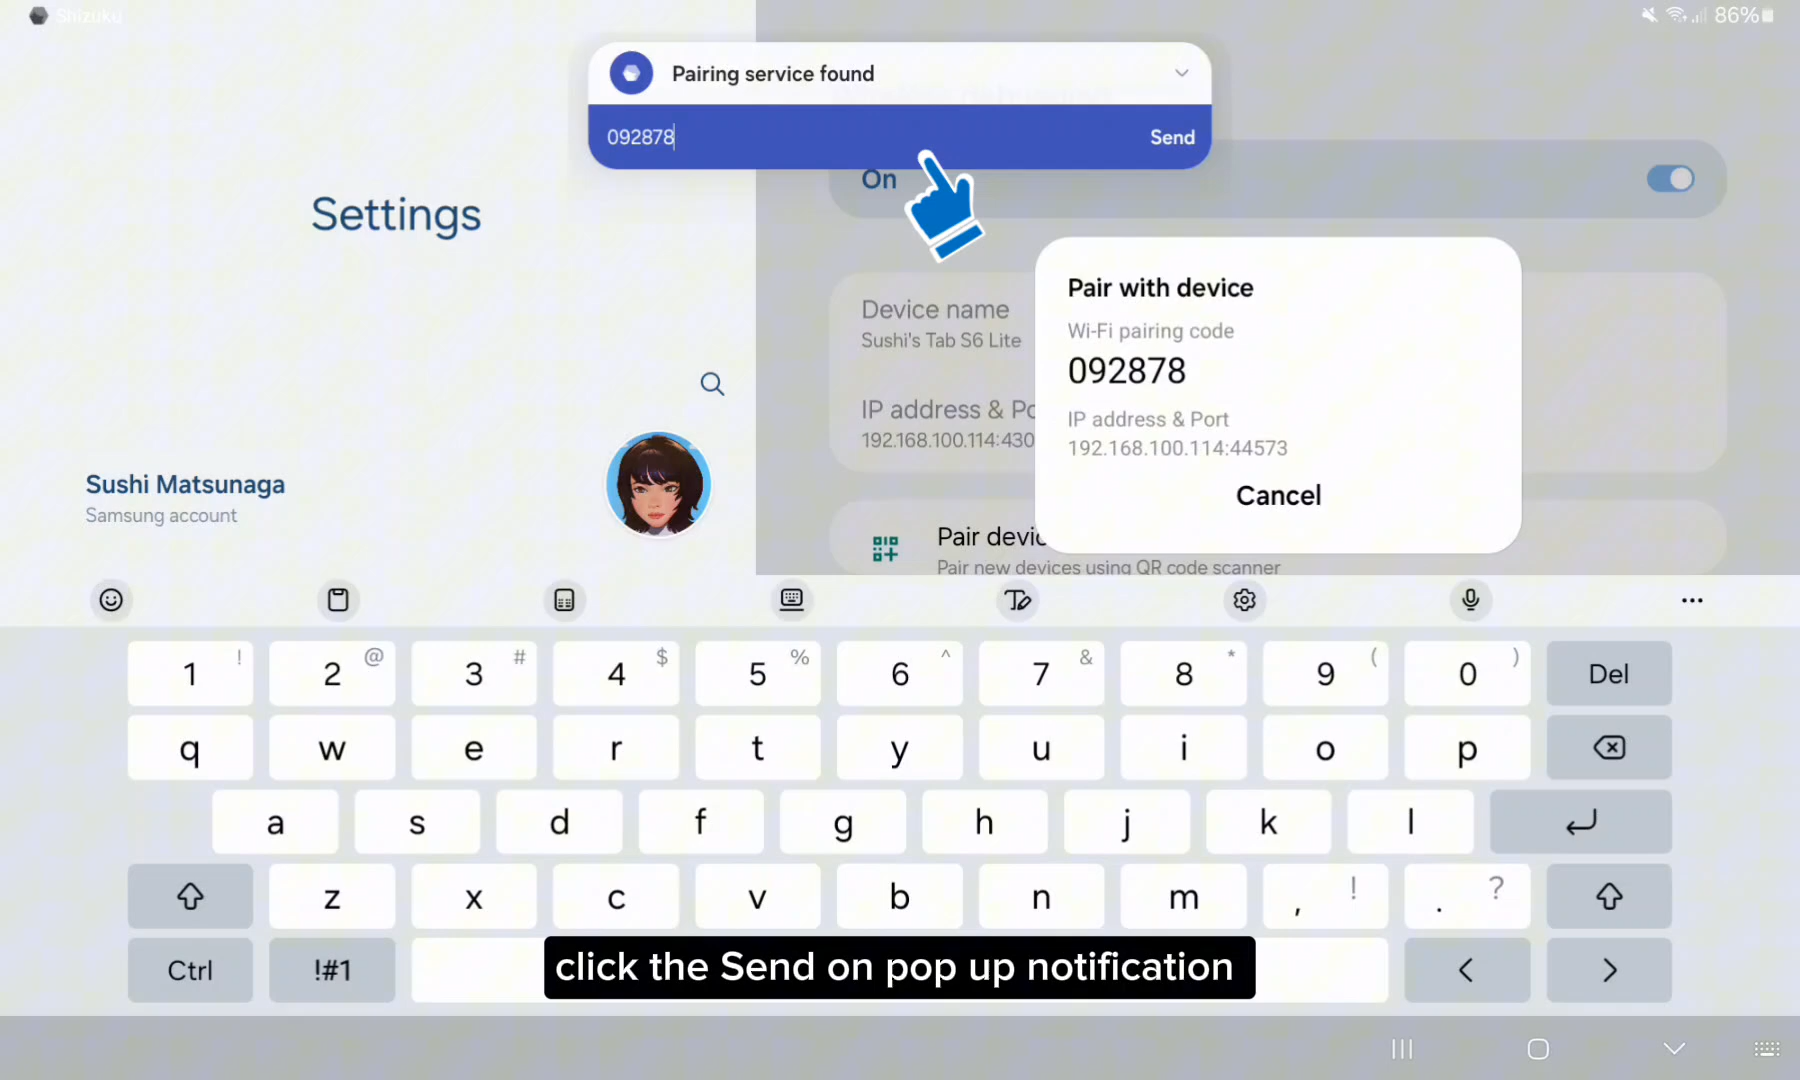 Shizuku
86%
Pairing service found
092878
Send
On
Settings
Pair with device
Wi-Fi pairing code
092878
IP address & Port
192.168.100.114:44573
Cancel
Device name
Sushi's Tab S6 Lite
IP address & Po
192.168.100.114:430
Sushi Matsunaga
Samsung account
Pair devic
Pair new devices using QR code scanner
1 ! 2 @ 3 # 4 $ 5 % 6 ^ 7 & 8 * 9 ( 0 ) Del
q w e r t y u i o p
a s d f g h j k l
z x c v b n m , ! . ?
Ctrl !#1
click the Send on pop up notification